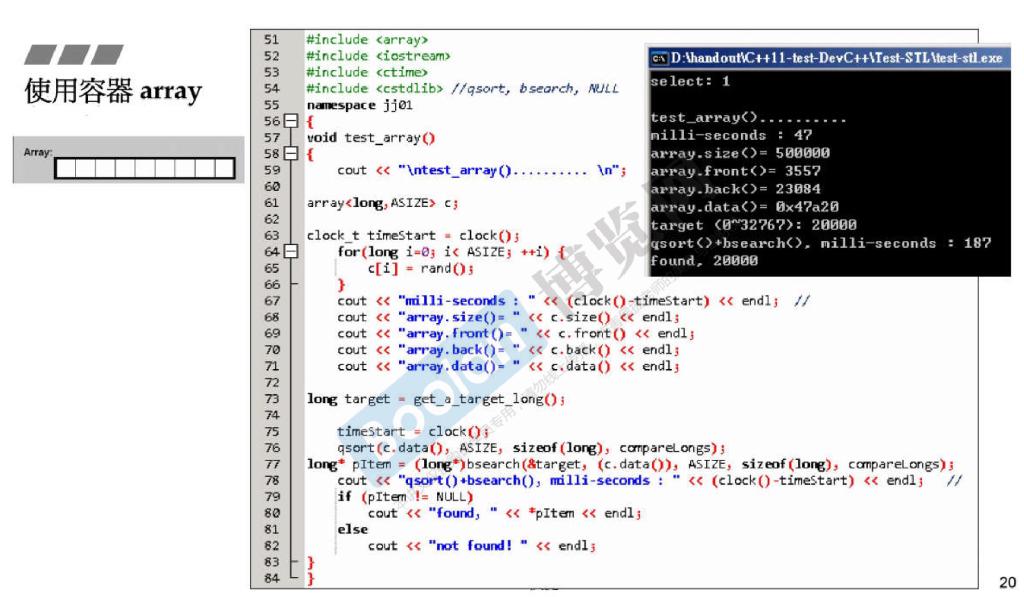 使用容器 array
Array:
51 #include <array>
52 #include <iostream>
53 #include <ctime>
54 #include <cstdlib> //qsort, bsearch, NULL
55 namespace jj01
56 {
57 void test_array()
58 {
59 cout << "\ntest_array().......... \n";
60
61 array<long,ASIZE> c;
62
63 clock_t timeStart = clock();
64 for(long i=0; i< ASIZE; ++i) {
65 c[i] = rand();
66 }
67 cout << "milli-seconds : " << (clock()-timeStart) << endl; //
68 cout << "array.size()= " << c.size() << endl;
69 cout << "array.front()= " << c.front() << endl;
70 cout << "array.back()= " << c.back() << endl;
71 cout << "array.data()= " << c.data() << endl;
72
73 long target = get_a_target_long();
74
75 timeStart = clock();
76 qsort(c.data(), ASIZE, sizeof(long), compareLongs);
77 long* pItem = (long*)bsearch(&target, (c.data()), ASIZE, sizeof(long), compareLongs);
78 cout << "qsort()+bsearch(), milli-seconds : " << (clock()-timeStart) << endl; //
79 if (pItem != NULL)
80 cout << "found, " << *pItem << endl;
81 else
82 cout << "not found! " << endl;
83 }
84 }
D:\handout\C++11-test-DevC++\Test-STL\test-stl.exe
select: 1
test_array()..........
milli-seconds : 47
array.size()= 500000
array.front()= 3557
array.back()= 23084
array.data()= 0x47a20
target (0~32767): 20000
qsort()+bsearch(), milli-seconds : 187
found, 20000
Boolan 博览
20